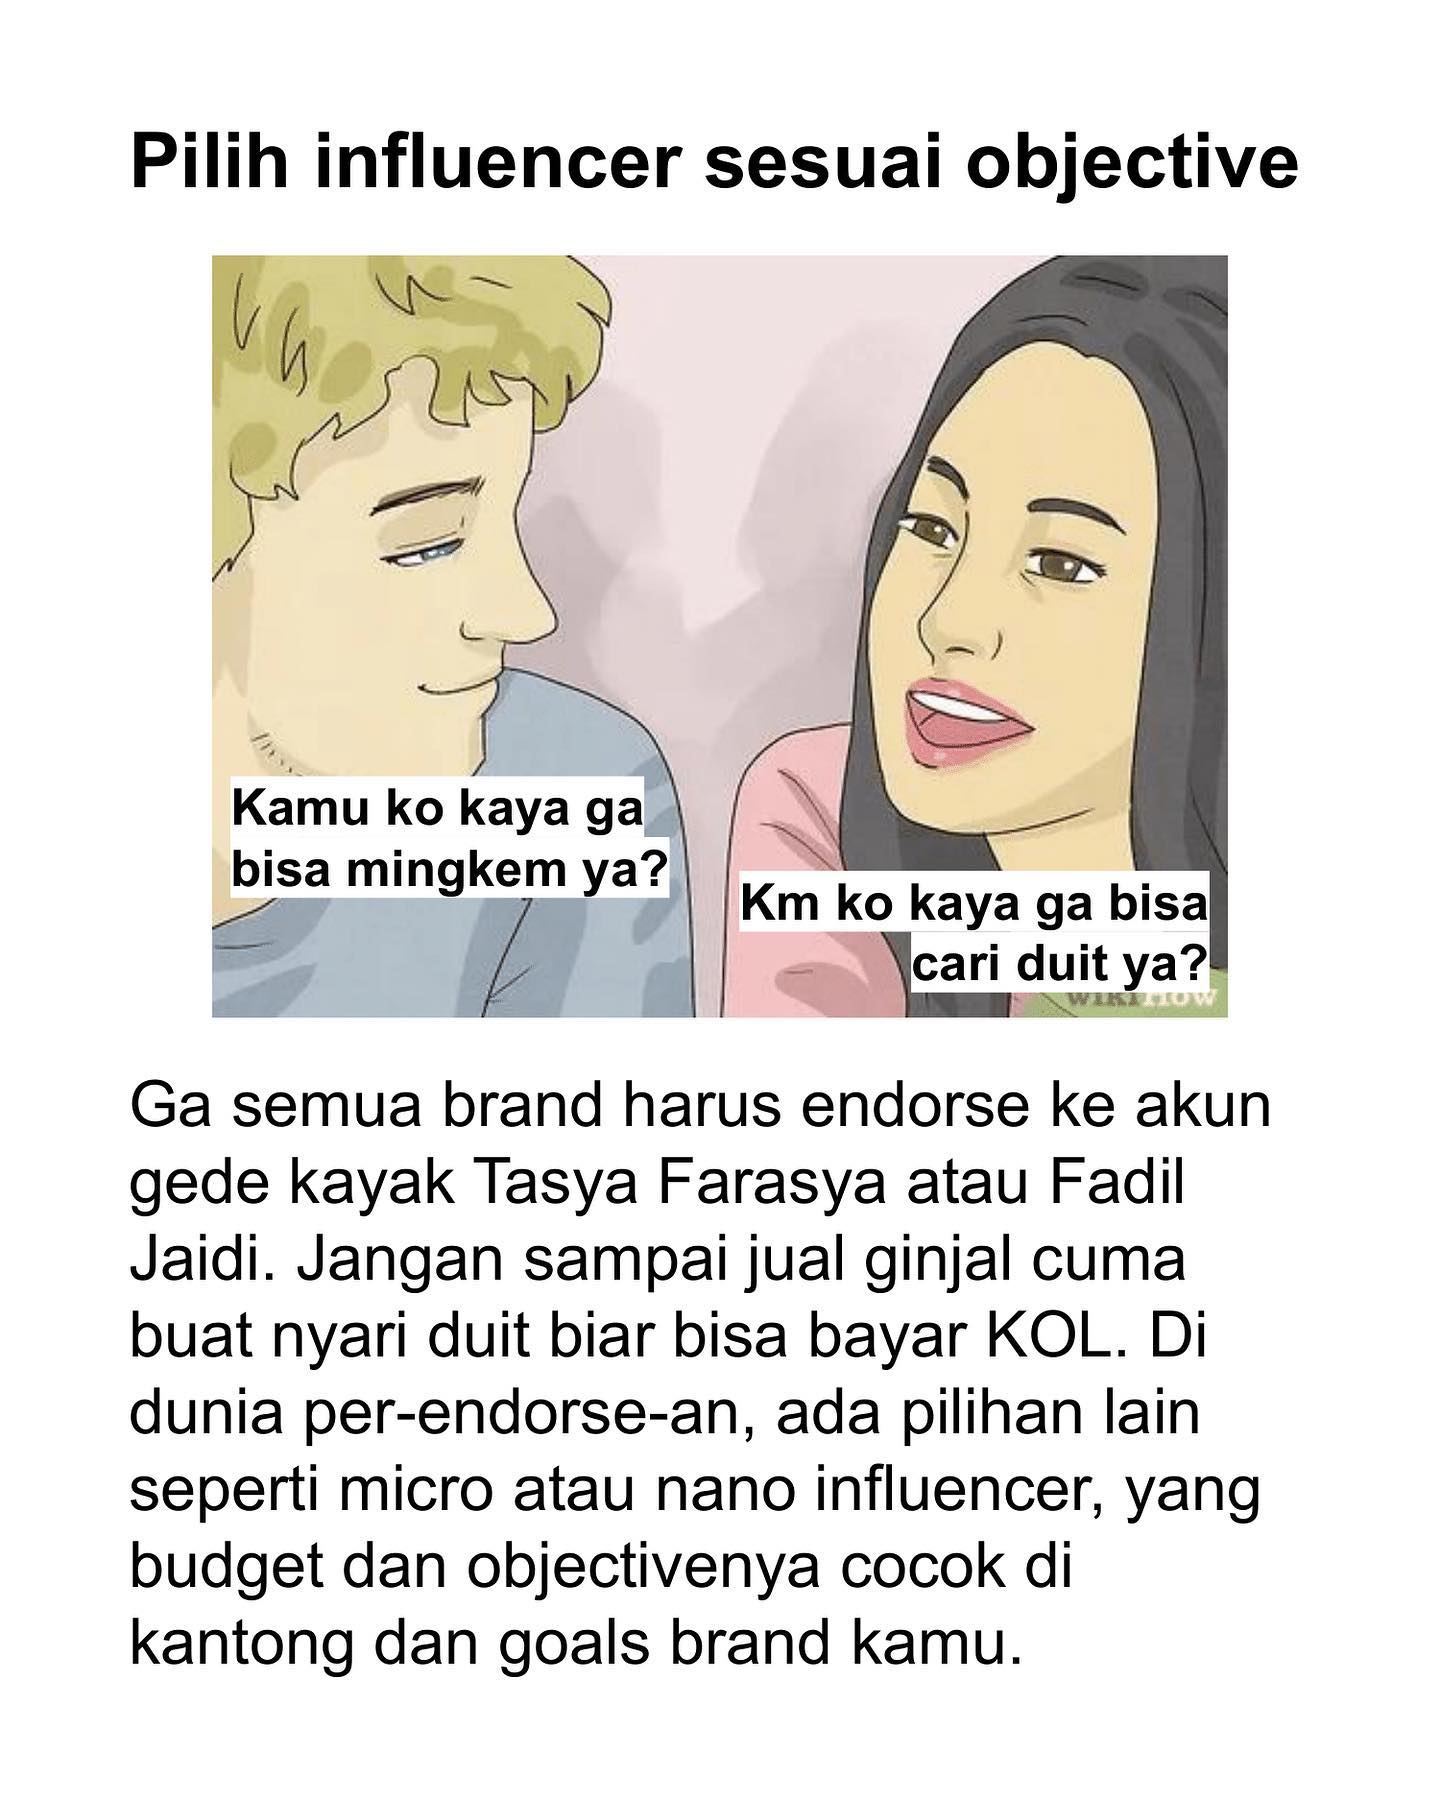 Pilih influencer sesuai objective
Kamu ko kaya ga
bisa mingkem ya?
Km ko kaya ga bisa
cari duit ya?
wikiHow
Ga semua brand harus endorse ke akun
gede kayak Tasya Farasya atau Fadil
Jaidi. Jangan sampai jual ginjal cuma
buat nyari duit biar bisa bayar KOL. Di
dunia per-endorse-an, ada pilihan lain
seperti micro atau nano influencer, yang
budget dan objectivenya cocok di
kantong dan goals brand kamu.